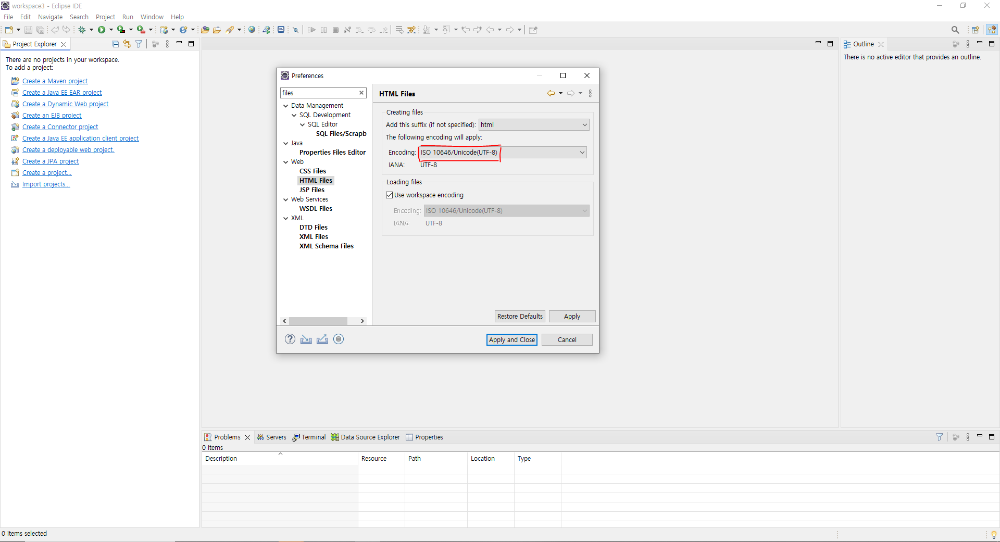 workspace3 - Eclipse IDE
File Edit Navigate Search Project Run Window Help
Project Explorer
There are no projects in your workspace.
To add a project:
Create a Maven project
Create a Java EE EAR project
Create a Dynamic Web project
Create an EJB project
Create a Connector project
Create a Java EE application client project
Create a deployable web project.
Create a JPA project
Create a project...
Import projects...
Preferences
files
Data Management
SQL Development
SQL Editor
SQL Files/Scrapb
Java
Properties Files Editor
Web
CSS Files
HTML Files
JSP Files
Web Services
WSDL Files
XML
DTD Files
XML Files
XML Schema Files
HTML Files
Creating files
Add this suffix (if not specified): html
The following encoding will apply:
Encoding: ISO 10646/Unicode(UTF-8)
IANA: UTF-8
Loading files
Use workspace encoding
Encoding: ISO 10646/Unicode(UTF-8)
IANA: UTF-8
Restore Defaults Apply
Apply and Close Cancel
Outline
There is no active editor that provides an outline.
Problems Servers Terminal Data Source Explorer Properties
0 items
Description Resource Path Location Type
0 items selected